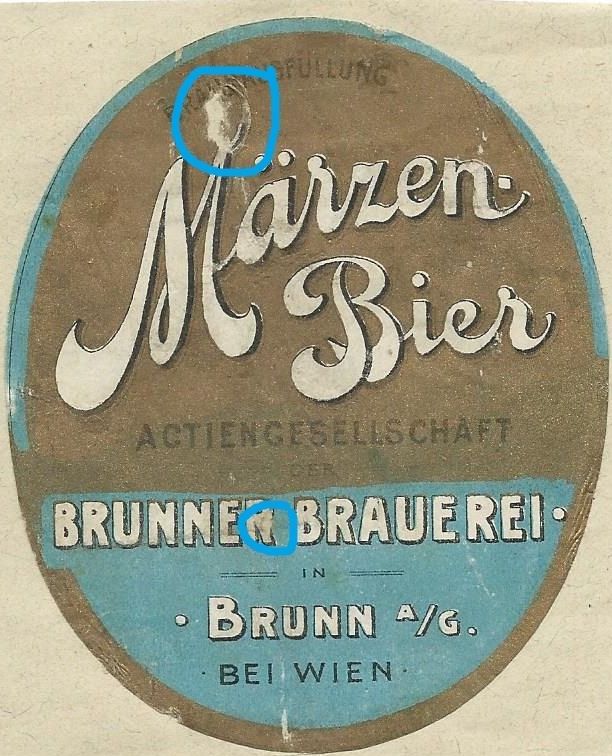 Märzen-
Bier
ACTIENGESELLSCHAFT
DER
BRUNNER BRAUEREI·
IN
· BRUNN A/G.
· BEI WIEN ·